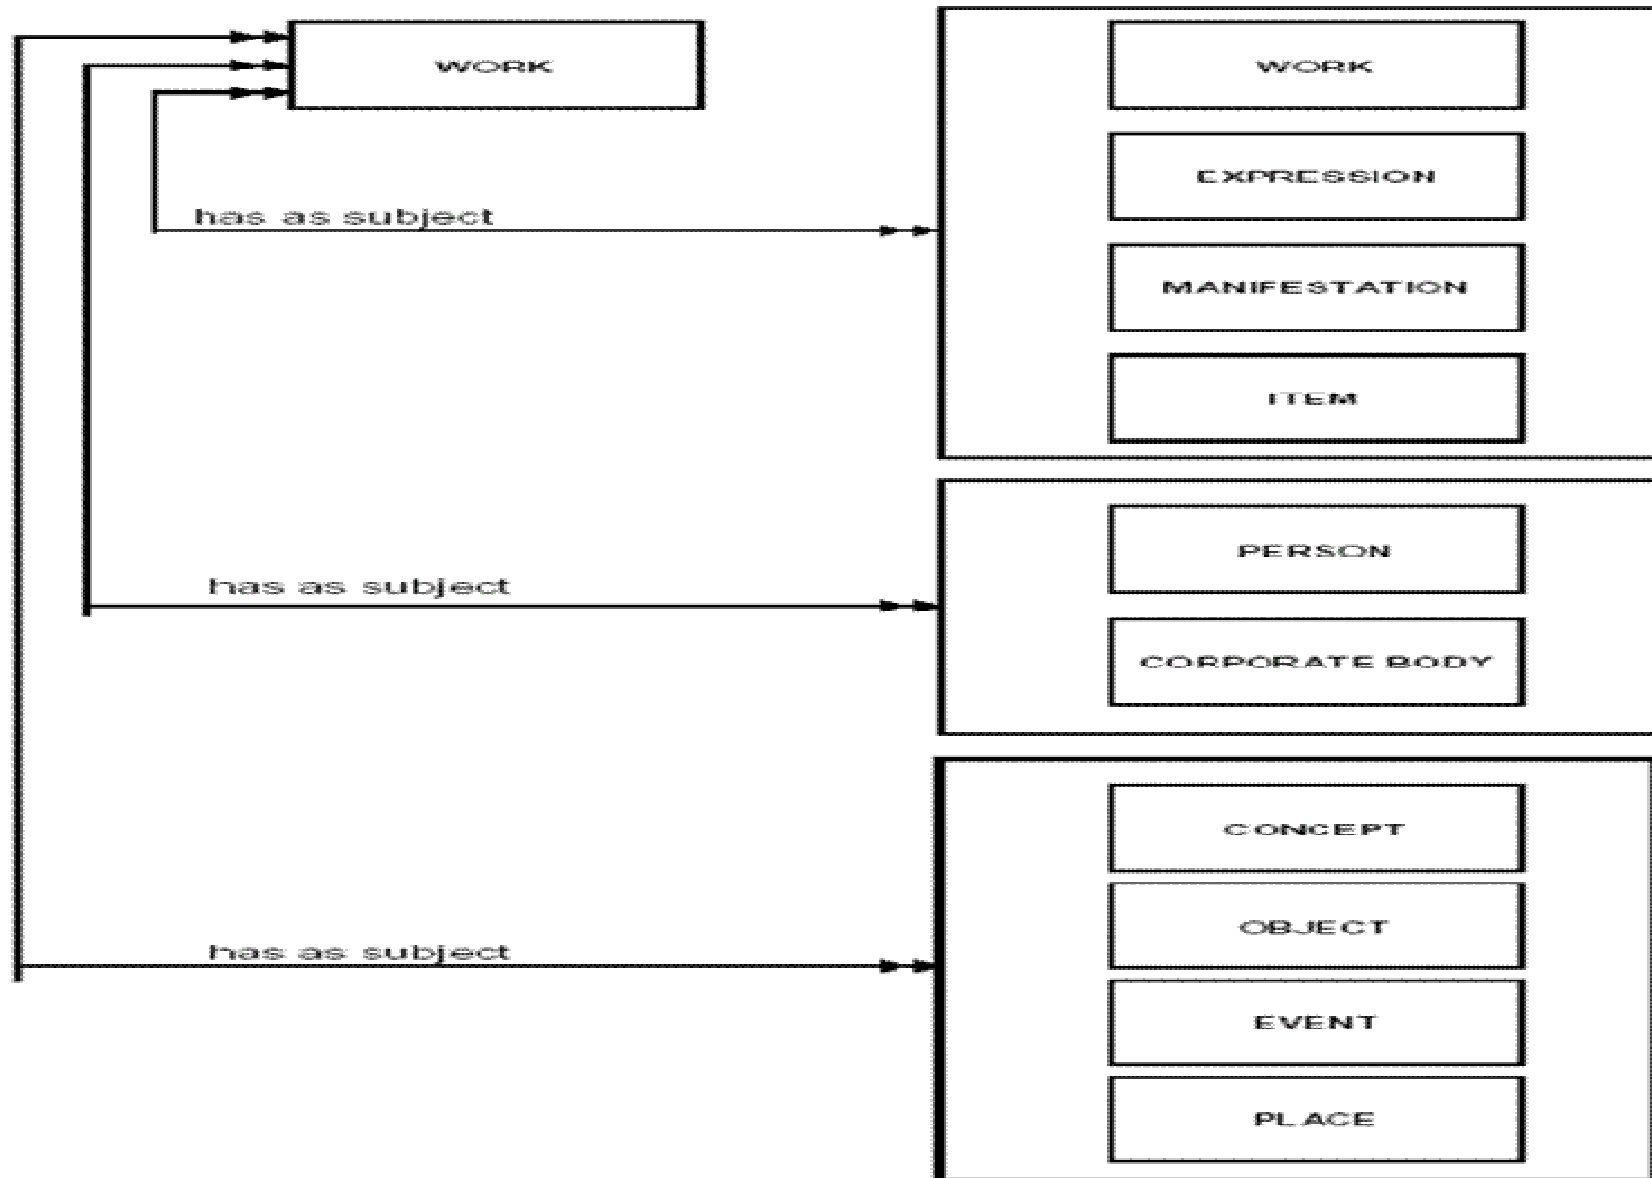 WORK
WORK
EXPRESSION
has as subject
MANIFESTATION
ITEM
PERSON
has as subject
CORPORATE BODY
CONCEPT
OBJECT
has as subject
EVENT
PLACE